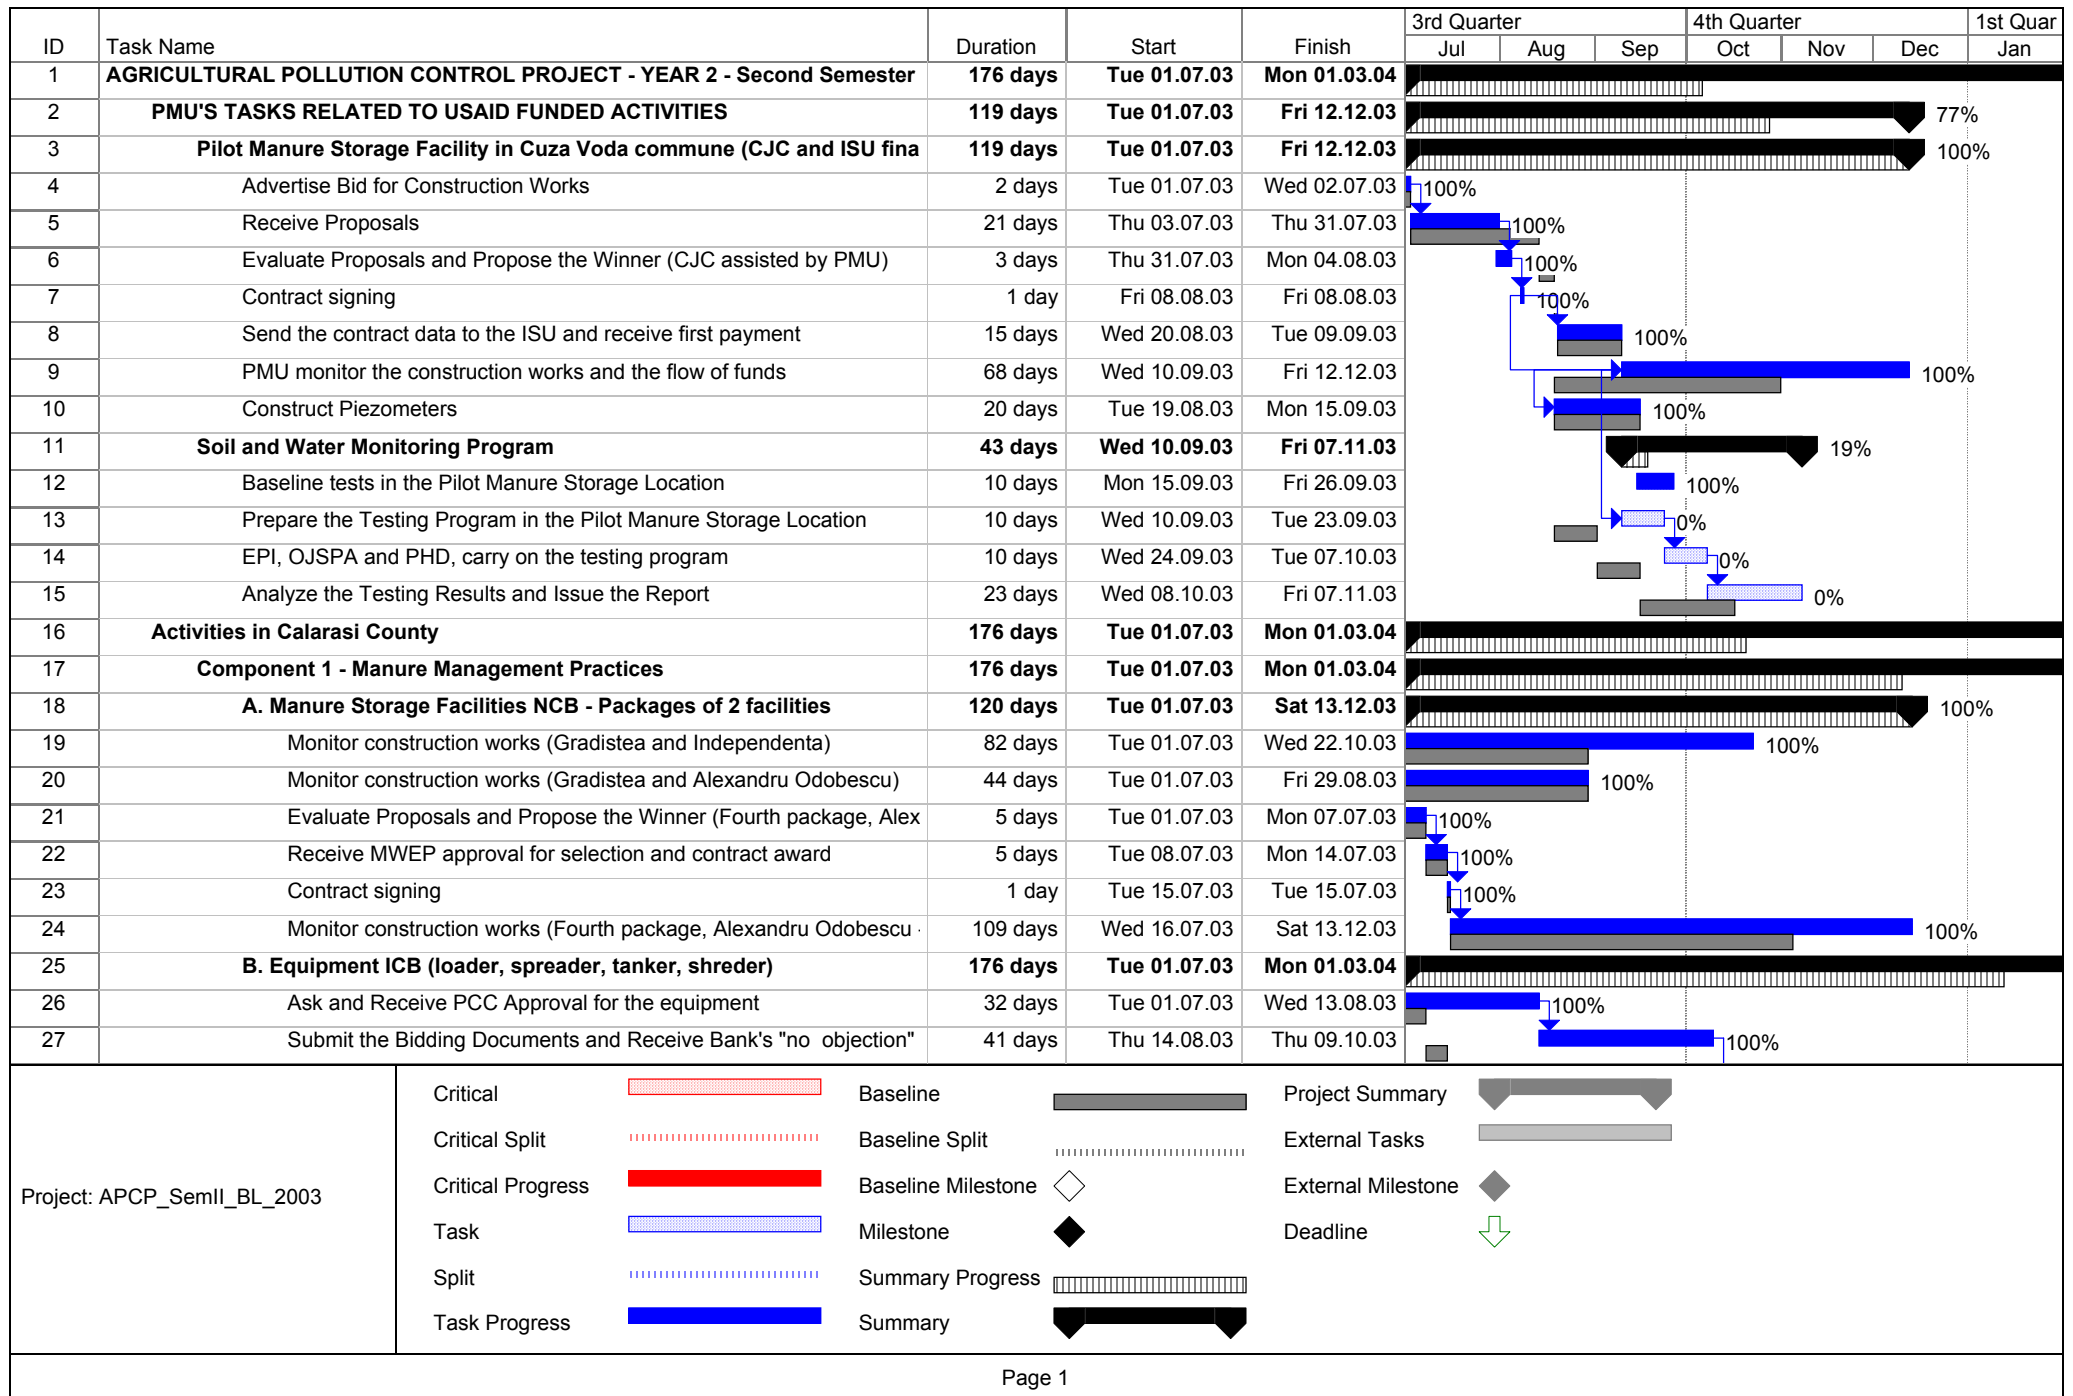 3rd Quarter 4th Quarter 1st Quar
ID Task Name Duration Start Finish Jul Aug Sep Oct Nov Dec Jan
1 AGRICULTURAL POLLUTION CONTROL PROJECT - YEAR 2 - Second Semester 176 days Tue 01.07.03 Mon 01.03.04
2 PMU'S TASKS RELATED TO USAID FUNDED ACTIVITIES 119 days Tue 01.07.03 Fri 12.12.03 77%
3 Pilot Manure Storage Facility in Cuza Voda commune (CJC and ISU fina 119 days Tue 01.07.03 Fri 12.12.03 100%
4 Advertise Bid for Construction Works 2 days Tue 01.07.03 Wed 02.07.03 100%
5 Receive Proposals 21 days Thu 03.07.03 Thu 31.07.03 100%
6 Evaluate Proposals and Propose the Winner (CJC assisted by PMU) 3 days Thu 31.07.03 Mon 04.08.03 100%
7 Contract signing 1 day Fri 08.08.03 Fri 08.08.03 100%
8 Send the contract data to the ISU and receive first payment 15 days Wed 20.08.03 Tue 09.09.03 100%
9 PMU monitor the construction works and the flow of funds 68 days Wed 10.09.03 Fri 12.12.03 100%
10 Construct Piezometers 20 days Tue 19.08.03 Mon 15.09.03 100%
11 Soil and Water Monitoring Program 43 days Wed 10.09.03 Fri 07.11.03 19%
12 Baseline tests in the Pilot Manure Storage Location 10 days Mon 15.09.03 Fri 26.09.03 100%
13 Prepare the Testing Program in the Pilot Manure Storage Location 10 days Wed 10.09.03 Tue 23.09.03 0%
14 EPI, OJSPA and PHD, carry on the testing program 10 days Wed 24.09.03 Tue 07.10.03 0%
15 Analyze the Testing Results and Issue the Report 23 days Wed 08.10.03 Fri 07.11.03 0%
16 Activities in Calarasi County 176 days Tue 01.07.03 Mon 01.03.04
17 Component 1 - Manure Management Practices 176 days Tue 01.07.03 Mon 01.03.04
18 A. Manure Storage Facilities NCB - Packages of 2 facilities 120 days Tue 01.07.03 Sat 13.12.03 100%
19 Monitor construction works (Gradistea and Independenta) 82 days Tue 01.07.03 Wed 22.10.03 100%
20 Monitor construction works (Gradistea and Alexandru Odobescu) 44 days Tue 01.07.03 Fri 29.08.03 100%
21 Evaluate Proposals and Propose the Winner (Fourth package, Alex 5 days Tue 01.07.03 Mon 07.07.03 100%
22 Receive MWEP approval for selection and contract award 5 days Tue 08.07.03 Mon 14.07.03 100%
23 Contract signing 1 day Tue 15.07.03 Tue 15.07.03 100%
24 Monitor construction works (Fourth package, Alexandru Odobescu - 109 days Wed 16.07.03 Sat 13.12.03 100%
25 B. Equipment ICB (loader, spreader, tanker, shreder) 176 days Tue 01.07.03 Mon 01.03.04
26 Ask and Receive PCC Approval for the equipment 32 days Tue 01.07.03 Wed 13.08.03 100%
27 Submit the Bidding Documents and Receive Bank's "no objection" 41 days Thu 14.08.03 Thu 09.10.03 100%
Project: APCP_SemII_BL_2003
Critical Baseline Project Summary
Critical Split Baseline Split External Tasks
Critical Progress Baseline Milestone External Milestone
Task Milestone Deadline
Split Summary Progress
Task Progress Summary
Page 1